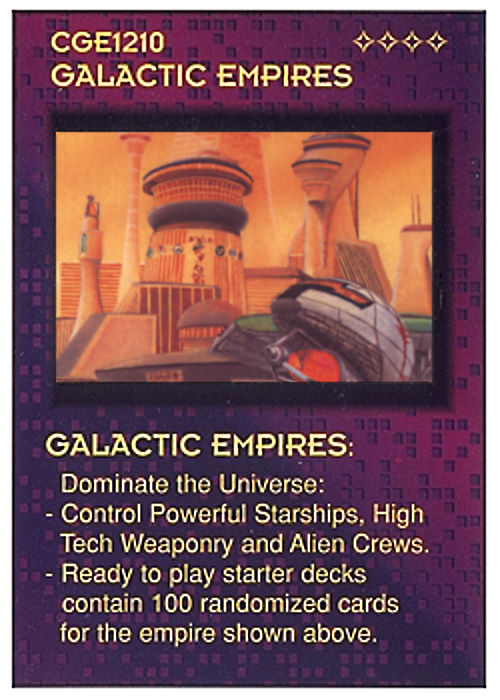 CGE1210
GALACTIC EMPIRES
GALACTIC EMPIRES:
Dominate the Universe:
- Control Powerful Starships, High
Tech Weaponry and Alien Crews.
- Ready to play starter decks
contain 100 randomized cards
for the empire shown above.